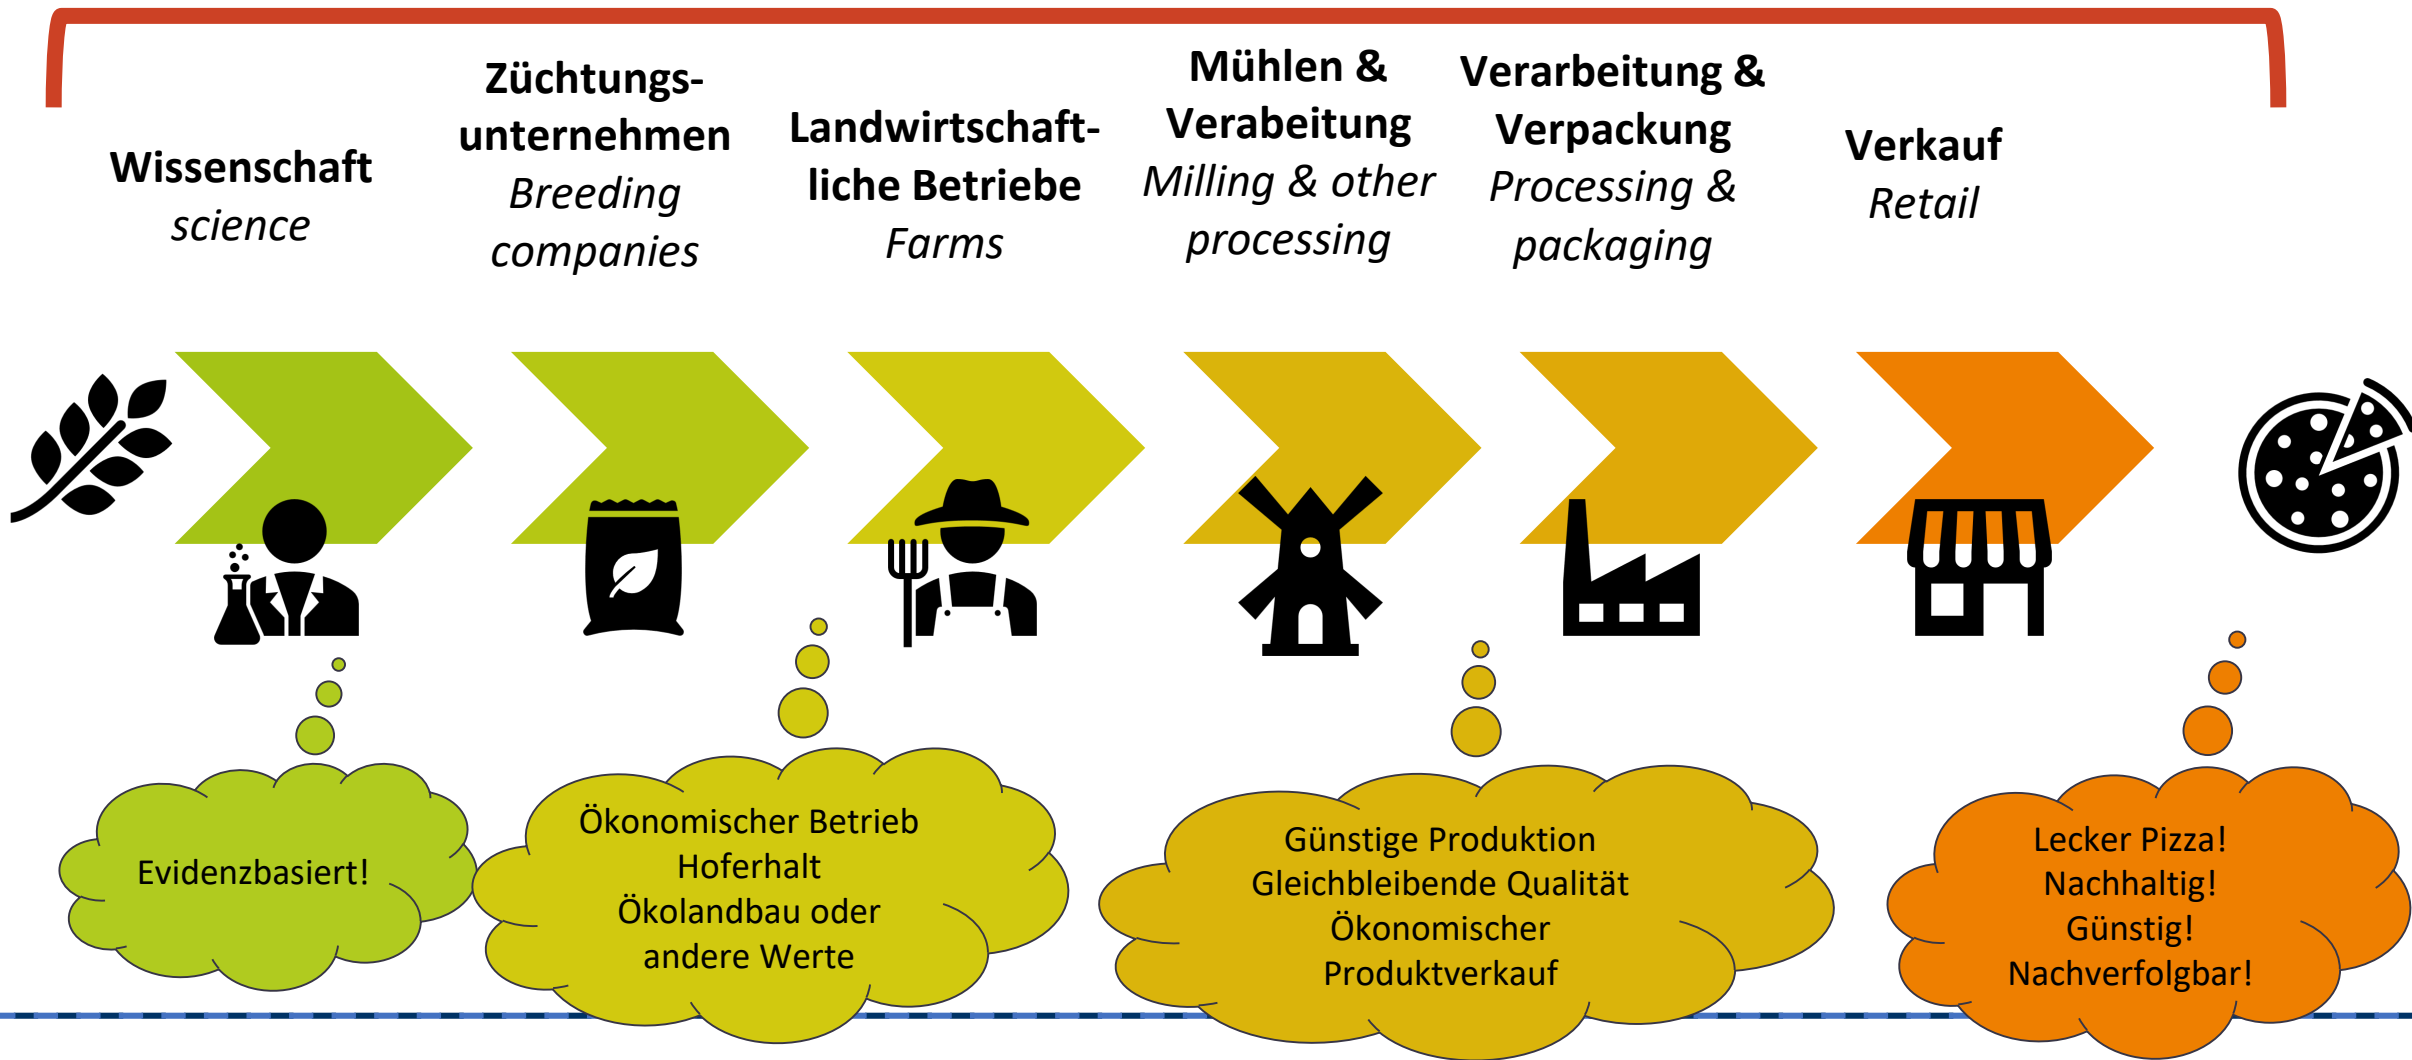 Wissenschaft
science
Züchtungs-
unternehmen
Breeding
companies
Landwirtschaft-
liche Betriebe
Farms
Mühlen &
Verabeitung
Milling & other
processing
Verarbeitung &
Verpackung
Processing &
packaging
Verkauf
Retail
Evidenzbasiert!
Ökonomischer Betrieb
Hoferhalt
Ökolandbau oder
andere Werte
Günstige Produktion
Gleichbleibende Qualität
Ökonomischer
Produktverkauf
Lecker Pizza!
Nachhaltig!
Günstig!
Nachverfolgbar!